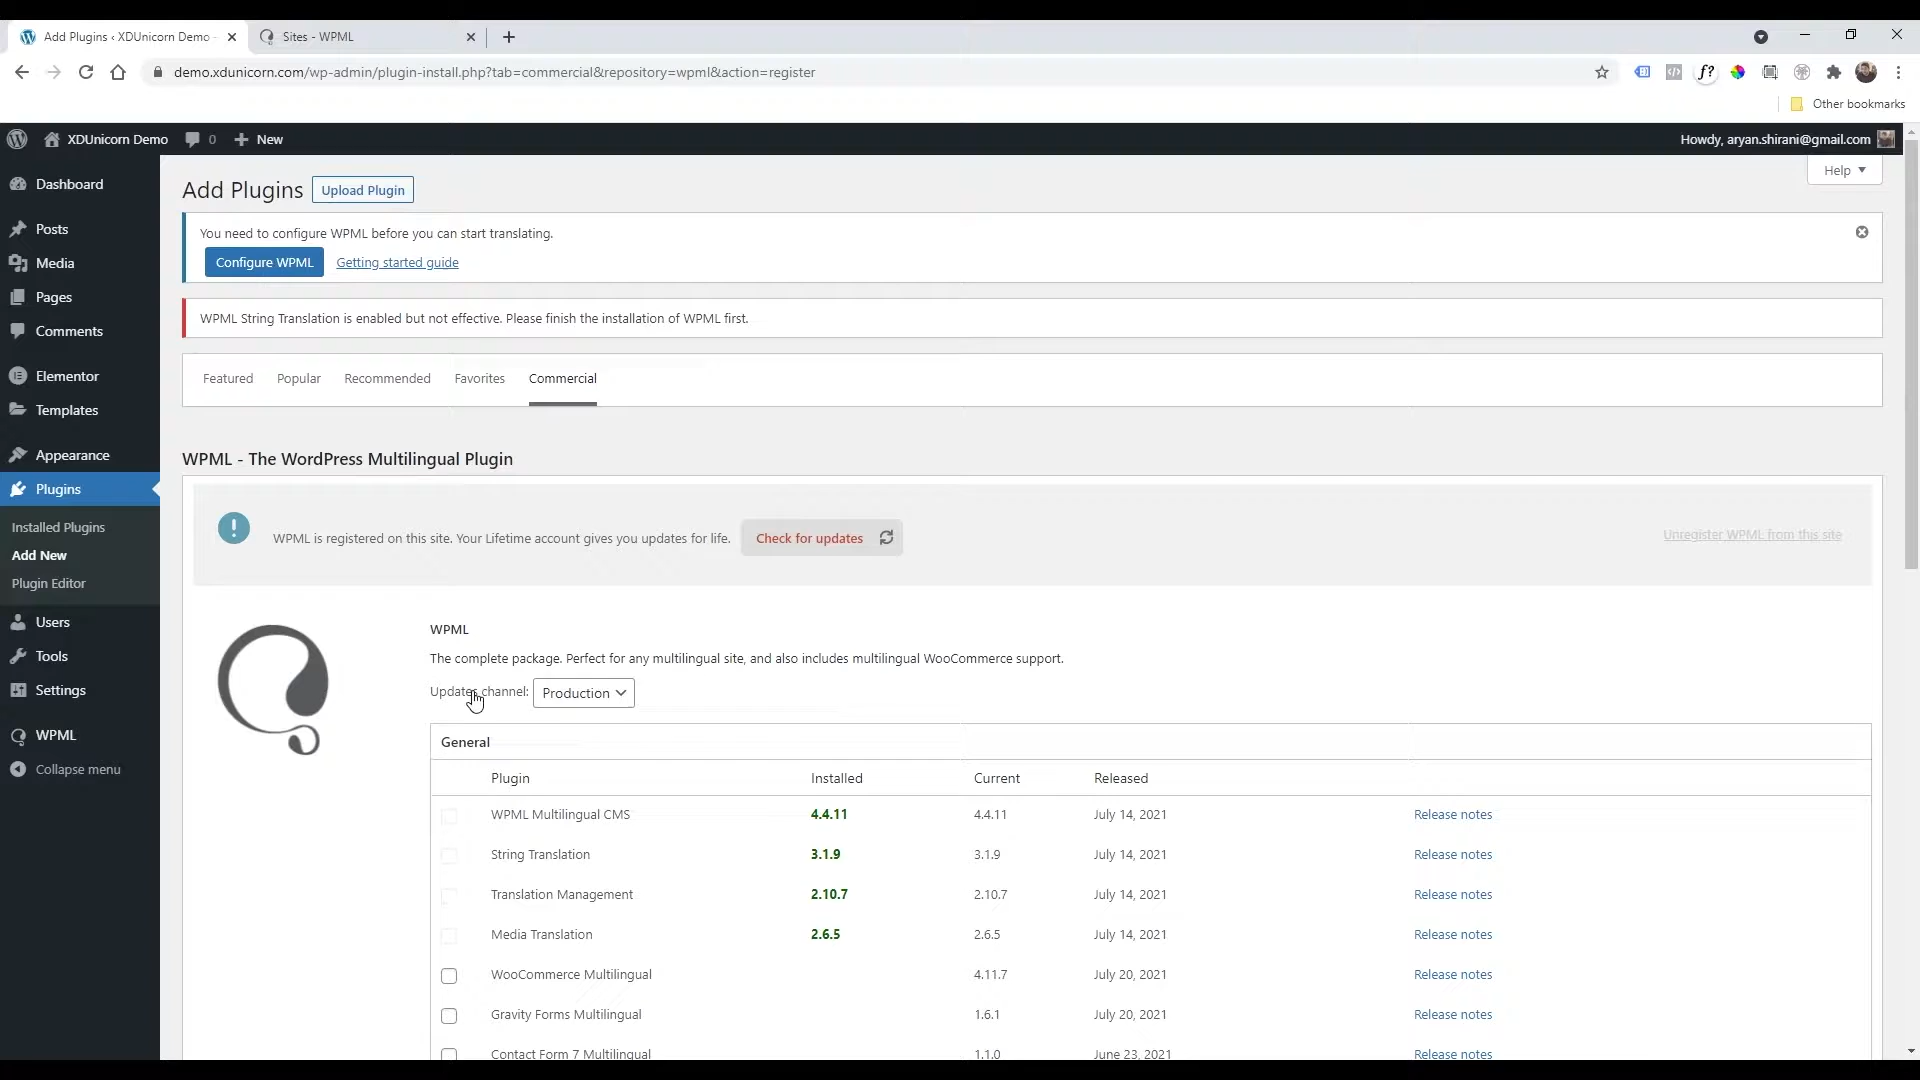 Add Plugins ‹ XDUnicorn Demo
Sites - WPML
demo.xdunicorn.com/wp-admin/plugin-install.php?tab=commercial&repository=wpml&action=register
f?
Other bookmarks
XDUnicorn Demo
0
New
Howdy, aryan.shirani@gmail.com
Dashboard
Posts
Media
Pages
Comments
Elementor
Templates
Appearance
Plugins
Installed Plugins
Add New
Plugin Editor
Users
Tools
Settings
WPML
Collapse menu
Help
Add Plugins
Upload Plugin
You need to configure WPML before you can start translating.
Configure WPML
Getting started guide
WPML String Translation is enabled but not effective. Please finish the installation of WPML first.
Featured Popular Recommended Favorites Commercial
WPML - The WordPress Multilingual Plugin
WPML is registered on this site. Your Lifetime account gives you updates for life.
Check for updates
Unregister WPML from this site
WPML
The complete package. Perfect for any multilingual site, and also includes multilingual WooCommerce support.
Updates channel: Production
General
Plugin Installed Current Released
WPML Multilingual CMS 4.4.11 4.4.11 July 14, 2021 Release notes
String Translation 3.1.9 3.1.9 July 14, 2021 Release notes
Translation Management 2.10.7 2.10.7 July 14, 2021 Release notes
Media Translation 2.6.5 2.6.5 July 14, 2021 Release notes
WooCommerce Multilingual 4.11.7 July 20, 2021 Release notes
Gravity Forms Multilingual 1.6.1 July 20, 2021 Release notes
Contact Form 7 Multilingual 1.1.0 June 23, 2021 Release notes